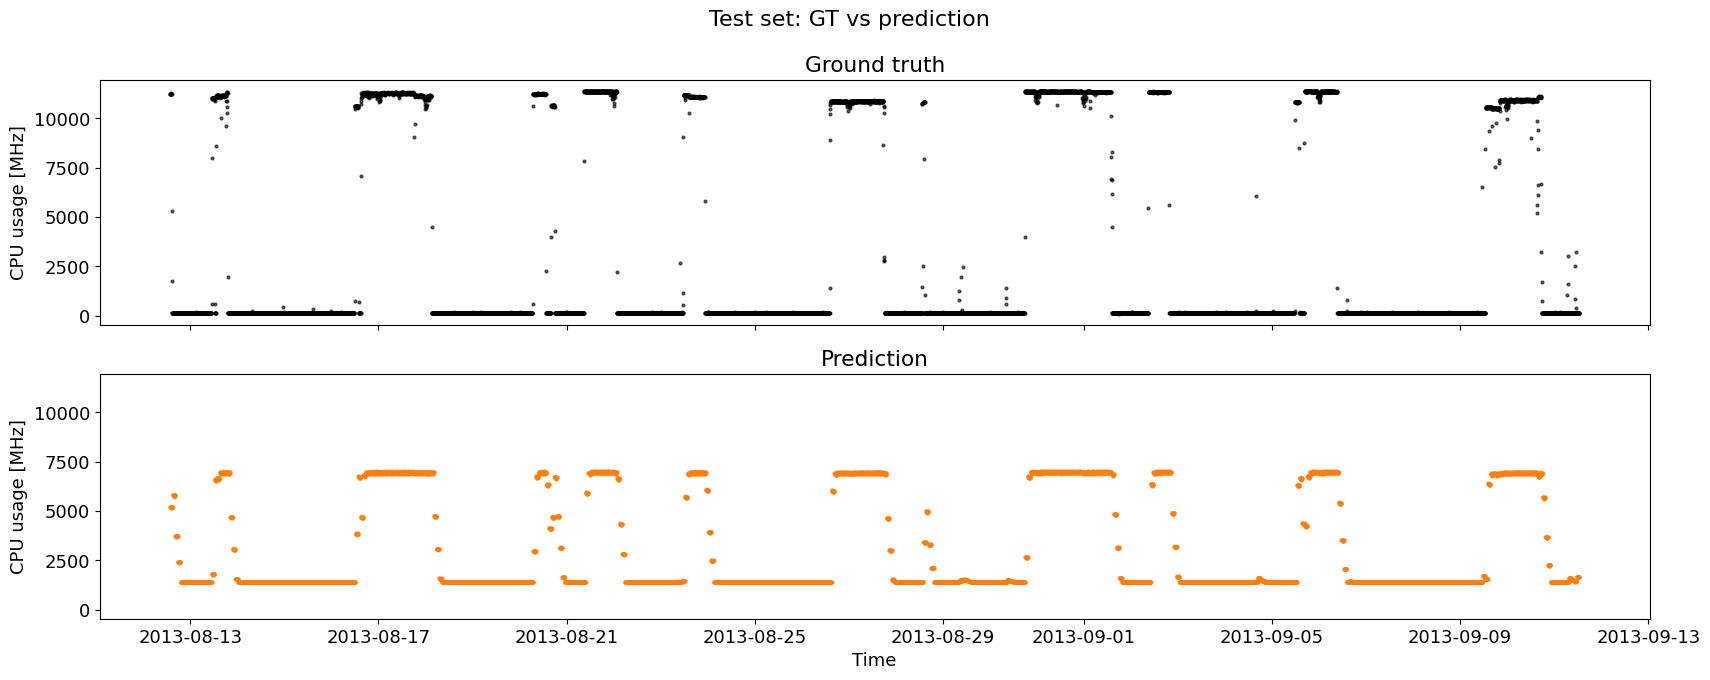 Test set: GT vs prediction
Ground truth
CPU usage [MHz]
10000
7500
5000
2500
0
Prediction
CPU usage [MHz]
10000
7500
5000
2500
0
2013-08-13 2013-08-17 2013-08-21 2013-08-25 2013-08-29 2013-09-01 2013-09-05 2013-09-09 2013-09-13
Time